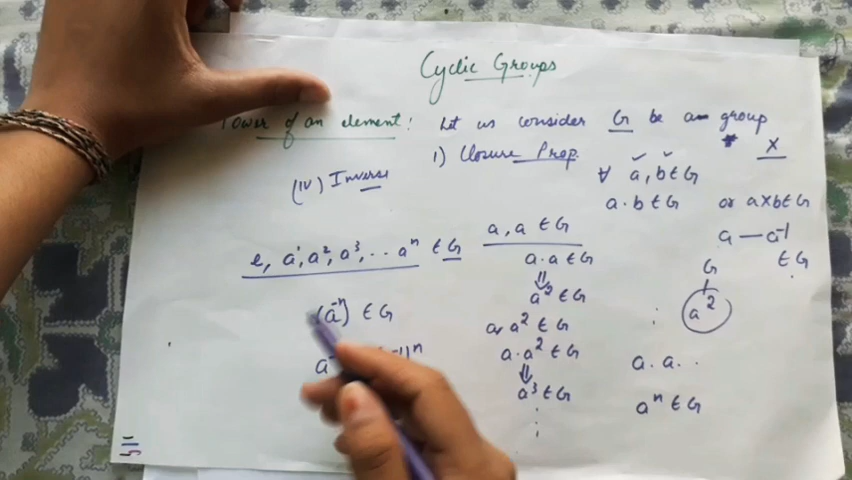 Cyclic Groups
Power of an element: Let us consider G be a group
i) Closure Prop. * x
(iv) Inverse
∀ a, b ∈ G
a·b ∈ G or a×b ∈ G
e, a¹, a², a³, ... aⁿ ∈ G
a, a ∈ G
a·a ∈ G
⇓
a² ∈ G
a, a² ∈ G
a·a² ∈ G
⇓
a³ ∈ G
⋮
a — a⁻¹
∈ G
G
a²
a·a··
aⁿ ∈ G
(a⁻ⁿ) ∈ G